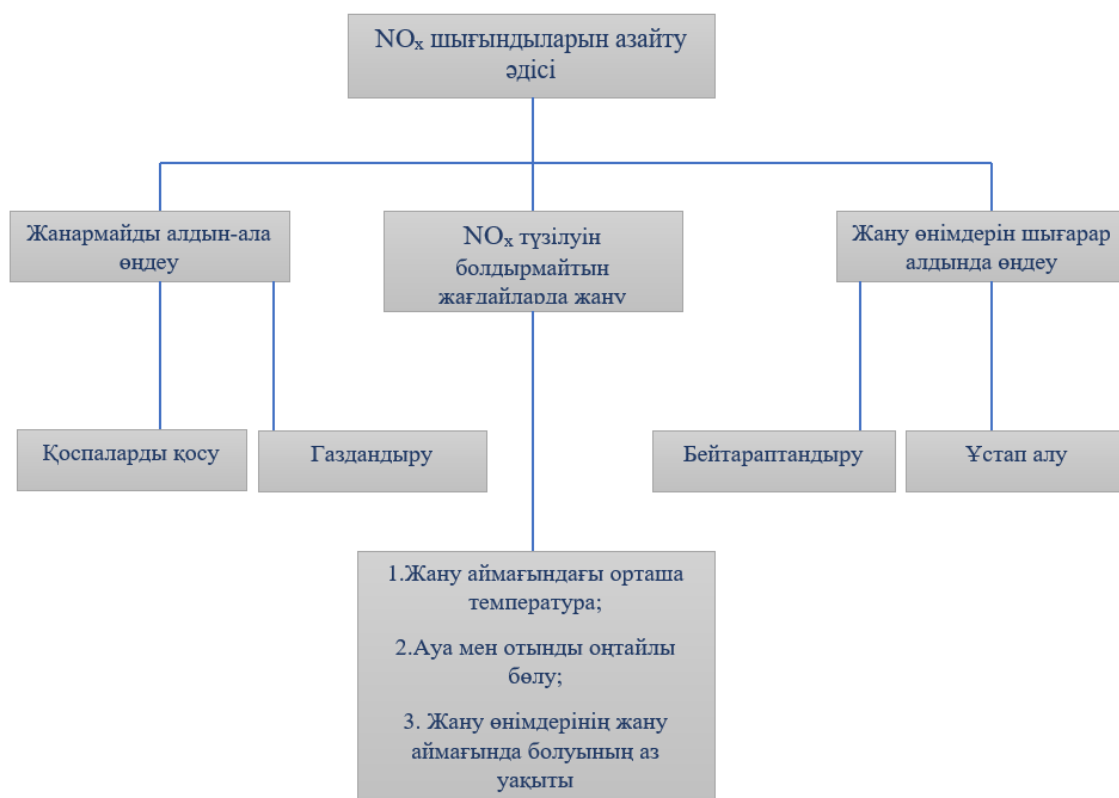 NOₓ шығындыларын азайту
әдісі
Жанармайды алдын-ала
өңдеу
NOₓ түзілуін
болдырмайтын
жағдайларда жану
Жану өнімдерін шығарар
алдында өңдеу
Қоспаларды қосу
Газдандыру
Бейтараптандыру
Ұстап алу
1.Жану аймағындағы орташа
температура;
2.Ауа мен отынды оңтайлы
бөлу;
3. Жану өнімдерінің жану
аймағында болуының аз
уақыты